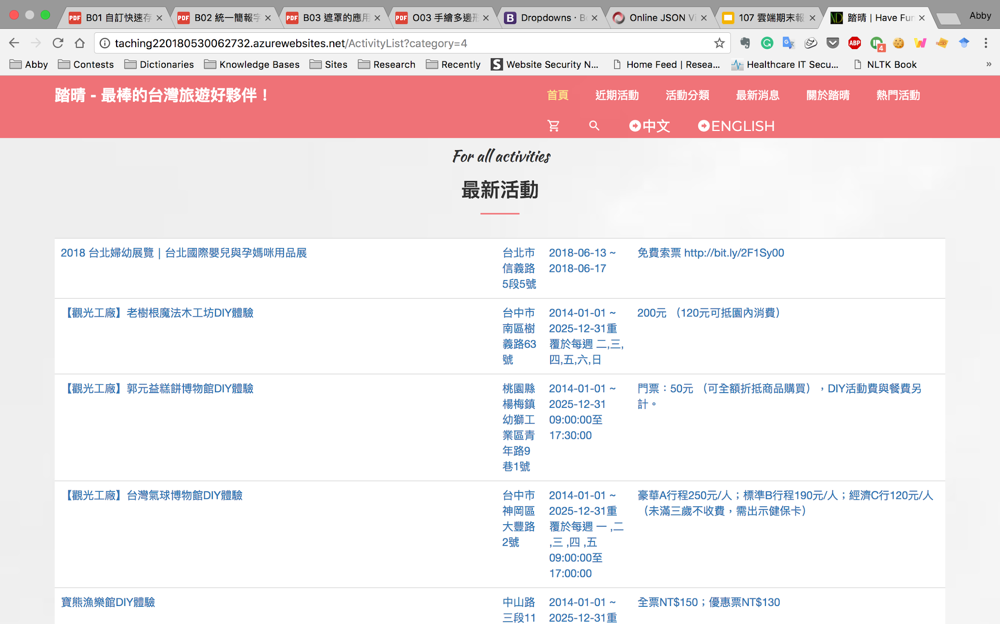 B01 自訂快速存
B02 統一簡報字
B03 遮罩的應用
O03 手繪多邊形
Dropdowns · Bo
Online JSON Vi
107 雲端期末報
踏晴 | Have Fun
Abby
taching220180530062732.azurewebsites.net/ActivityList?category=4
ABP
4
Abby
Contests
Dictionaries
Knowledge Bases
Sites
Research
Recently
Website Security N...
Home Feed | Resea...
Healthcare IT Secu...
NLTK Book
»
踏晴 - 最棒的台灣旅遊好夥伴！
首頁
近期活動
活動分類
最新消息
關於踏晴
熱門活動
中文
ENGLISH
For all activities
最新活動
2018 台北婦幼展覽｜台北國際嬰兒與孕媽咪用品展
台北市
信義路
5段5號
2018-06-13 ~
2018-06-17
免費索票 http://bit.ly/2F1Sy00
【觀光工廠】老樹根魔法木工坊DIY體驗
台中市
南區樹
義路63
號
2014-01-01 ~
2025-12-31重
覆於每週 二,三,
四,五,六,日
200元 （120元可抵園內消費）
【觀光工廠】郭元益糕餅博物館DIY體驗
桃園縣
楊梅鎮
幼獅工
業區青
年路9
巷1號
2014-01-01 ~
2025-12-31
09:00:00至
17:30:00
門票：50元 （可全額折抵商品購買），DIY活動費與餐費另
計。
【觀光工廠】台灣氣球博物館DIY體驗
台中市
神岡區
大豐路
2號
2014-01-01 ~
2025-12-31重
覆於每週 一 ,二
,三 ,四 ,五
09:00:00至
17:00:00
豪華A行程250元/人；標準B行程190元/人；經濟C行120元/人
（未滿三歲不收費，需出示健保卡）
寶熊漁樂館DIY體驗
中山路
三段11
2014-01-01 ~
2025-12-31重
全票NT$150；優惠票NT$130